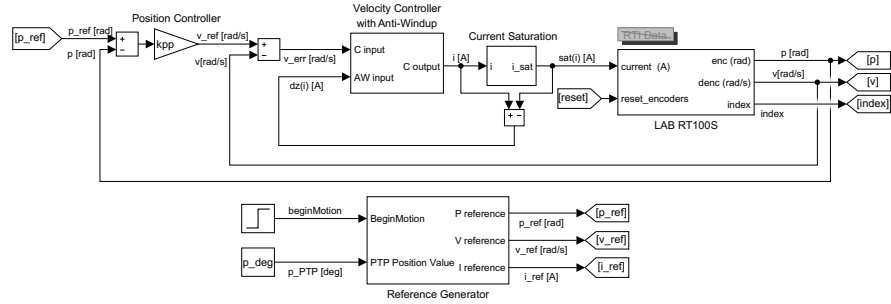 Position Controller
Velocity Controller
with Anti-Windup
Current Saturation
RTI Data
[p_ref]
p_ref [rad]
p [rad]
+
−
kpp
v_ref [rad/s]
v[rad/s]
+
−
v_err [rad/s]
dz(i) [A]
C input
AW input
C output
i [A]
i
i_sat
sat(i) [A]
+
−
[reset]
current (A)
reset_encoders
enc (rad)
denc (rad/s)
index
LAB RT100S
p [rad]
v[rad/s]
index
[p]
[v]
[index]
beginMotion
p_deg
p_PTP [deg]
BeginMotion
PTP Position Value
P reference
V reference
I reference
Reference Generator
p_ref [rad]
v_ref [rad/s]
i_ref [A]
[p_ref]
[v_ref]
[i_ref]